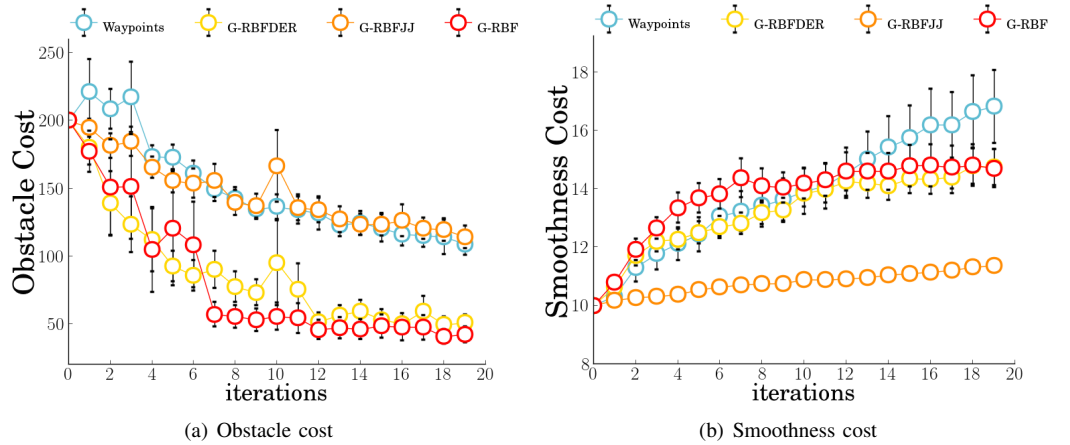 Waypoints G-RBFDER G-RBFJJ G-RBF
250
200
150
100
50
Obstacle Cost
0 2 4 6 8 10 12 14 16 18 20
iterations
(a) Obstacle cost
Waypoints G-RBFDER G-RBFJJ G-RBF
18
16
14
12
10
8
Smoothness Cost
0 2 4 6 8 10 12 14 16 18 20
iterations
(b) Smoothness cost